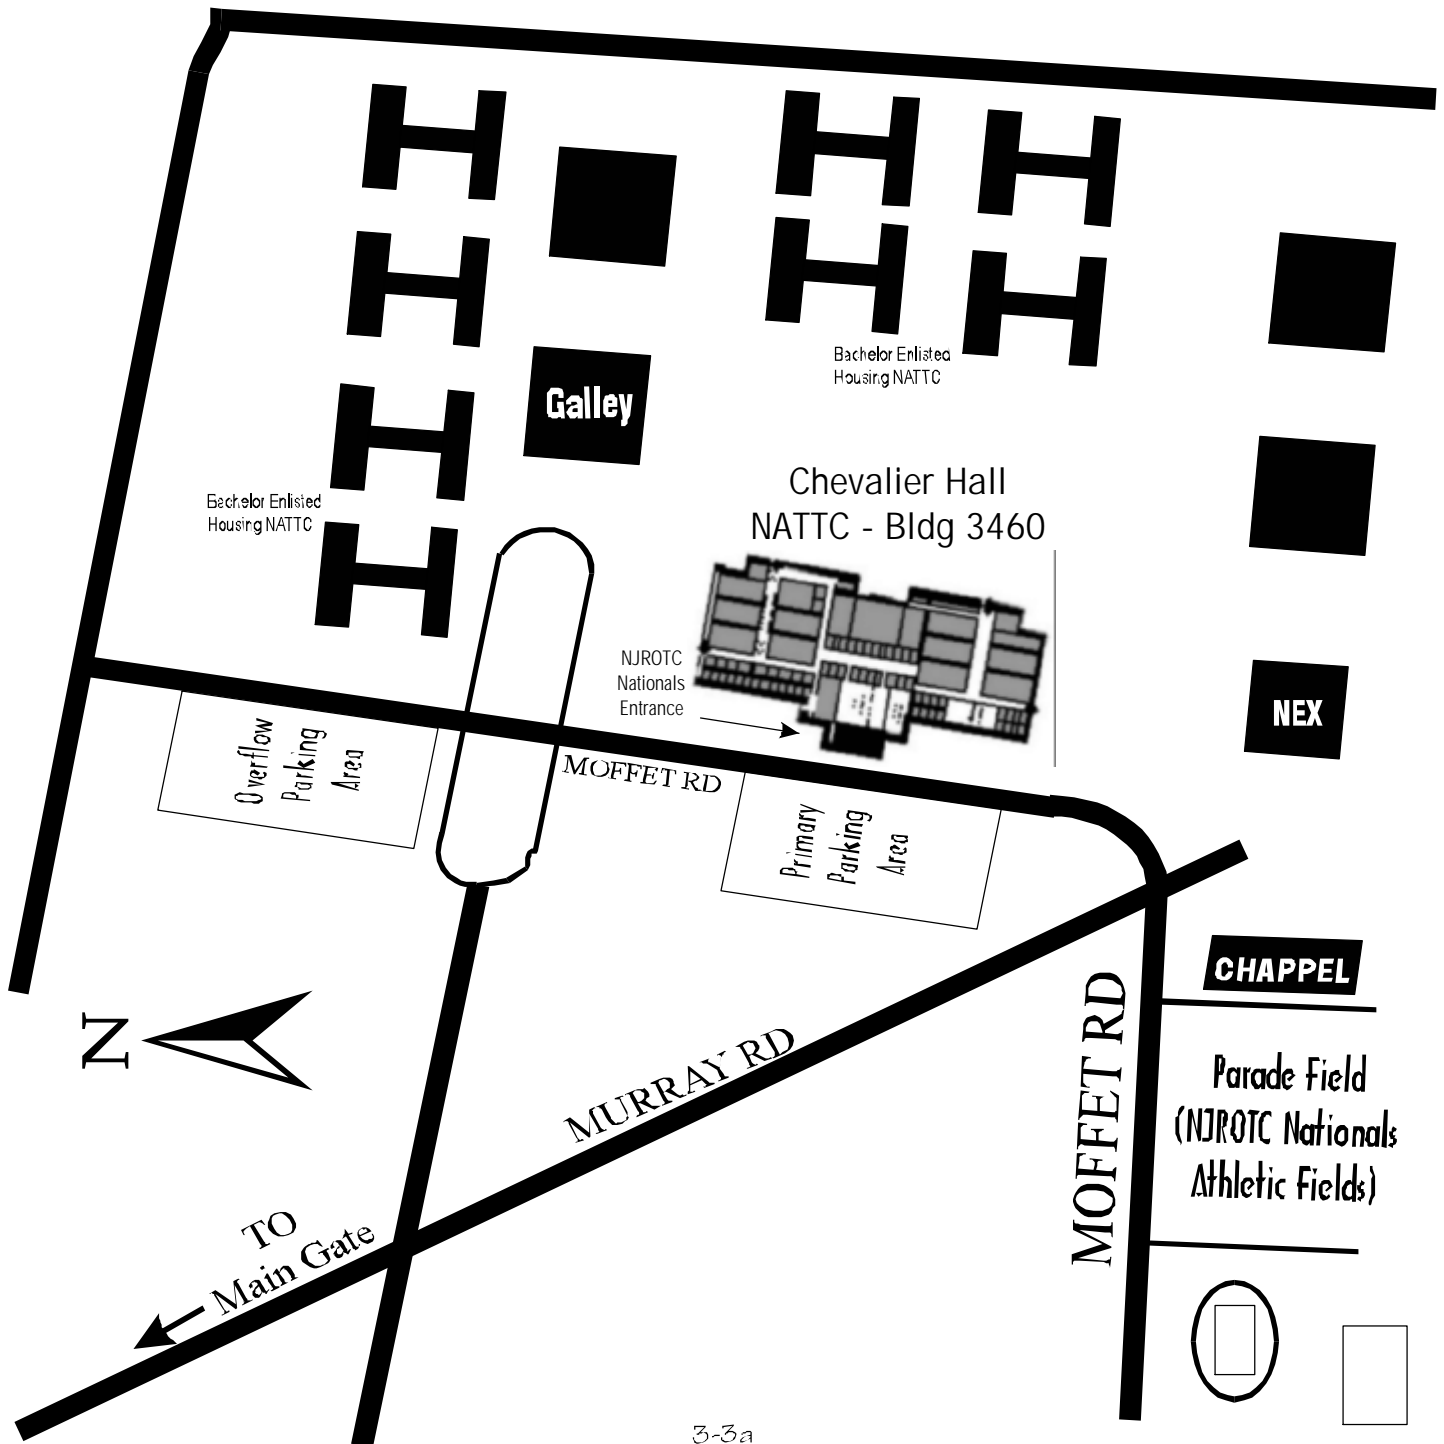 Bachelor Enlisted
Housing NATTC
Galley
Chevalier Hall
NATTC - Bldg 3460
Bachelor Enlisted
Housing NATTC
NJROTC
Nationals
Entrance
NEX
Overflow
Parking
Area
MOFFET RD
Primary
Parking
Area
CHAPPEL
N
MURRAY RD
MOFFET RD
Parade Field
(NJROTC Nationals
Athletic Fields)
TO
Main Gate
3-3a